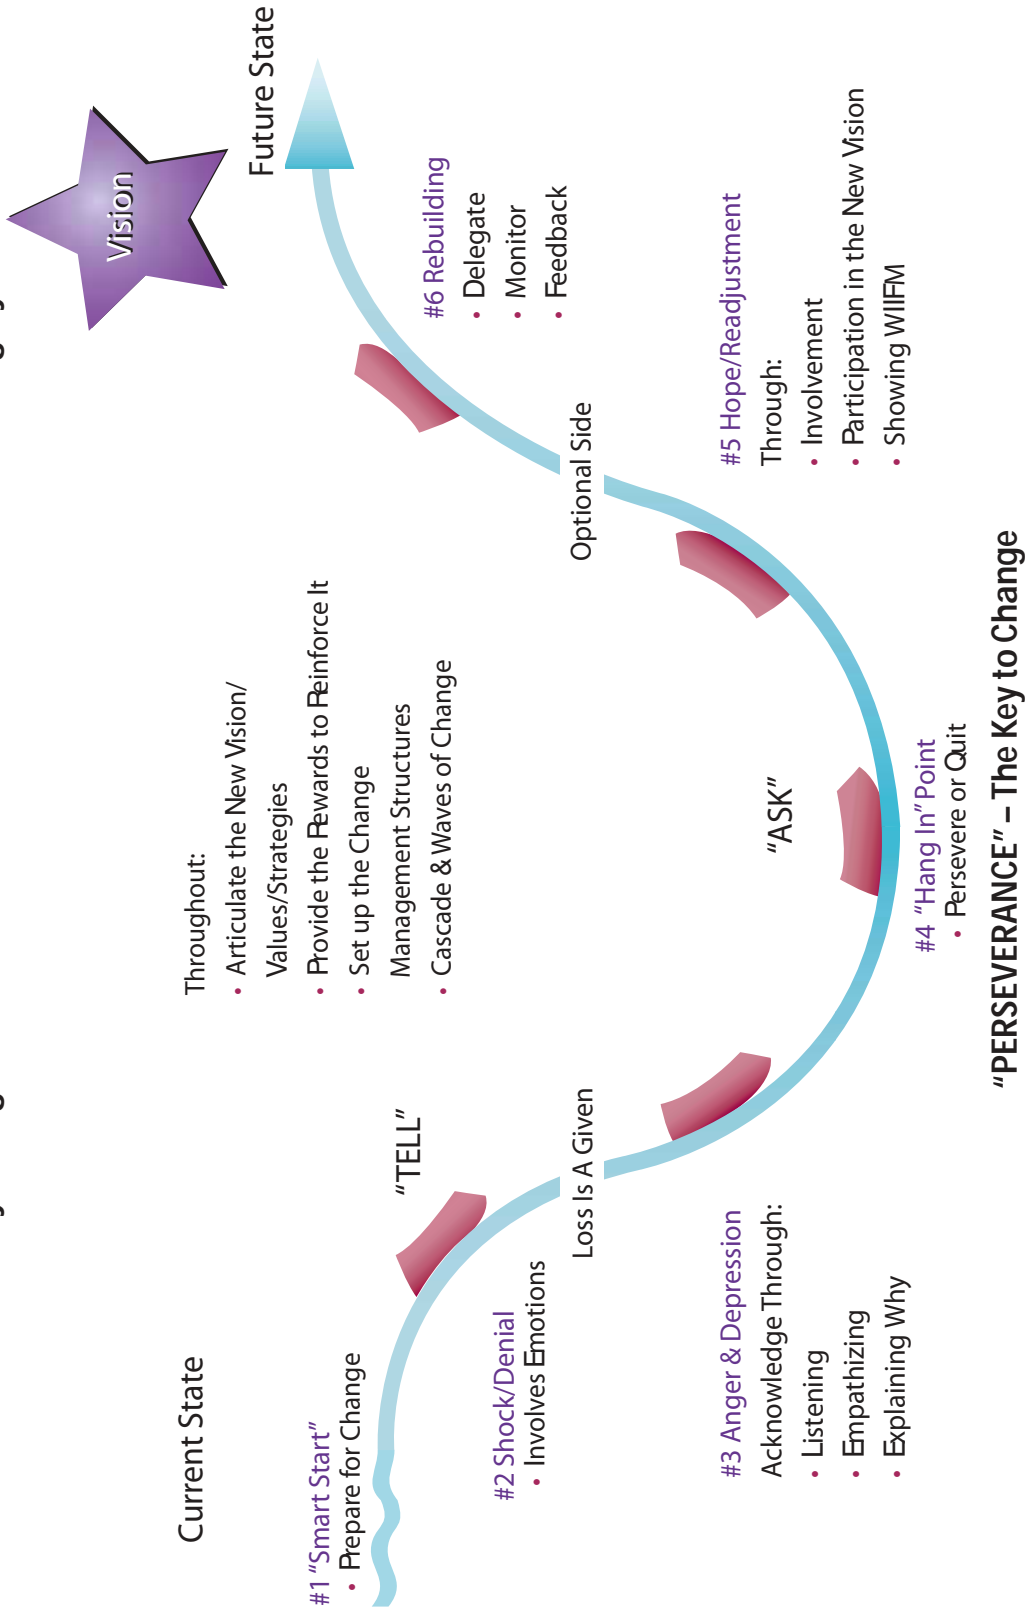 Vision
Future State
Current State
Throughout:
• Articulate the New Vision/
Values/Strategies
• Provide the Rewards to Reinforce It
• Set up the Change
Management Structures
• Cascade & Waves of Change
#1 “Smart Start”
• Prepare for Change
“TELL”
#2 Shock/Denial
• Involves Emotions
Loss Is A Given
#3 Anger & Depression
Acknowledge Through:
• Listening
• Empathizing
• Explaining Why
“ASK”
#4 “Hang In” Point
• Persevere or Quit
Optional Side
#5 Hope/Readjustment
Through:
• Involvement
• Participation in the New Vision
• Showing WIIFM
#6 Rebuilding
• Delegate
• Monitor
• Feedback
“PERSEVERANCE” – The Key to Change